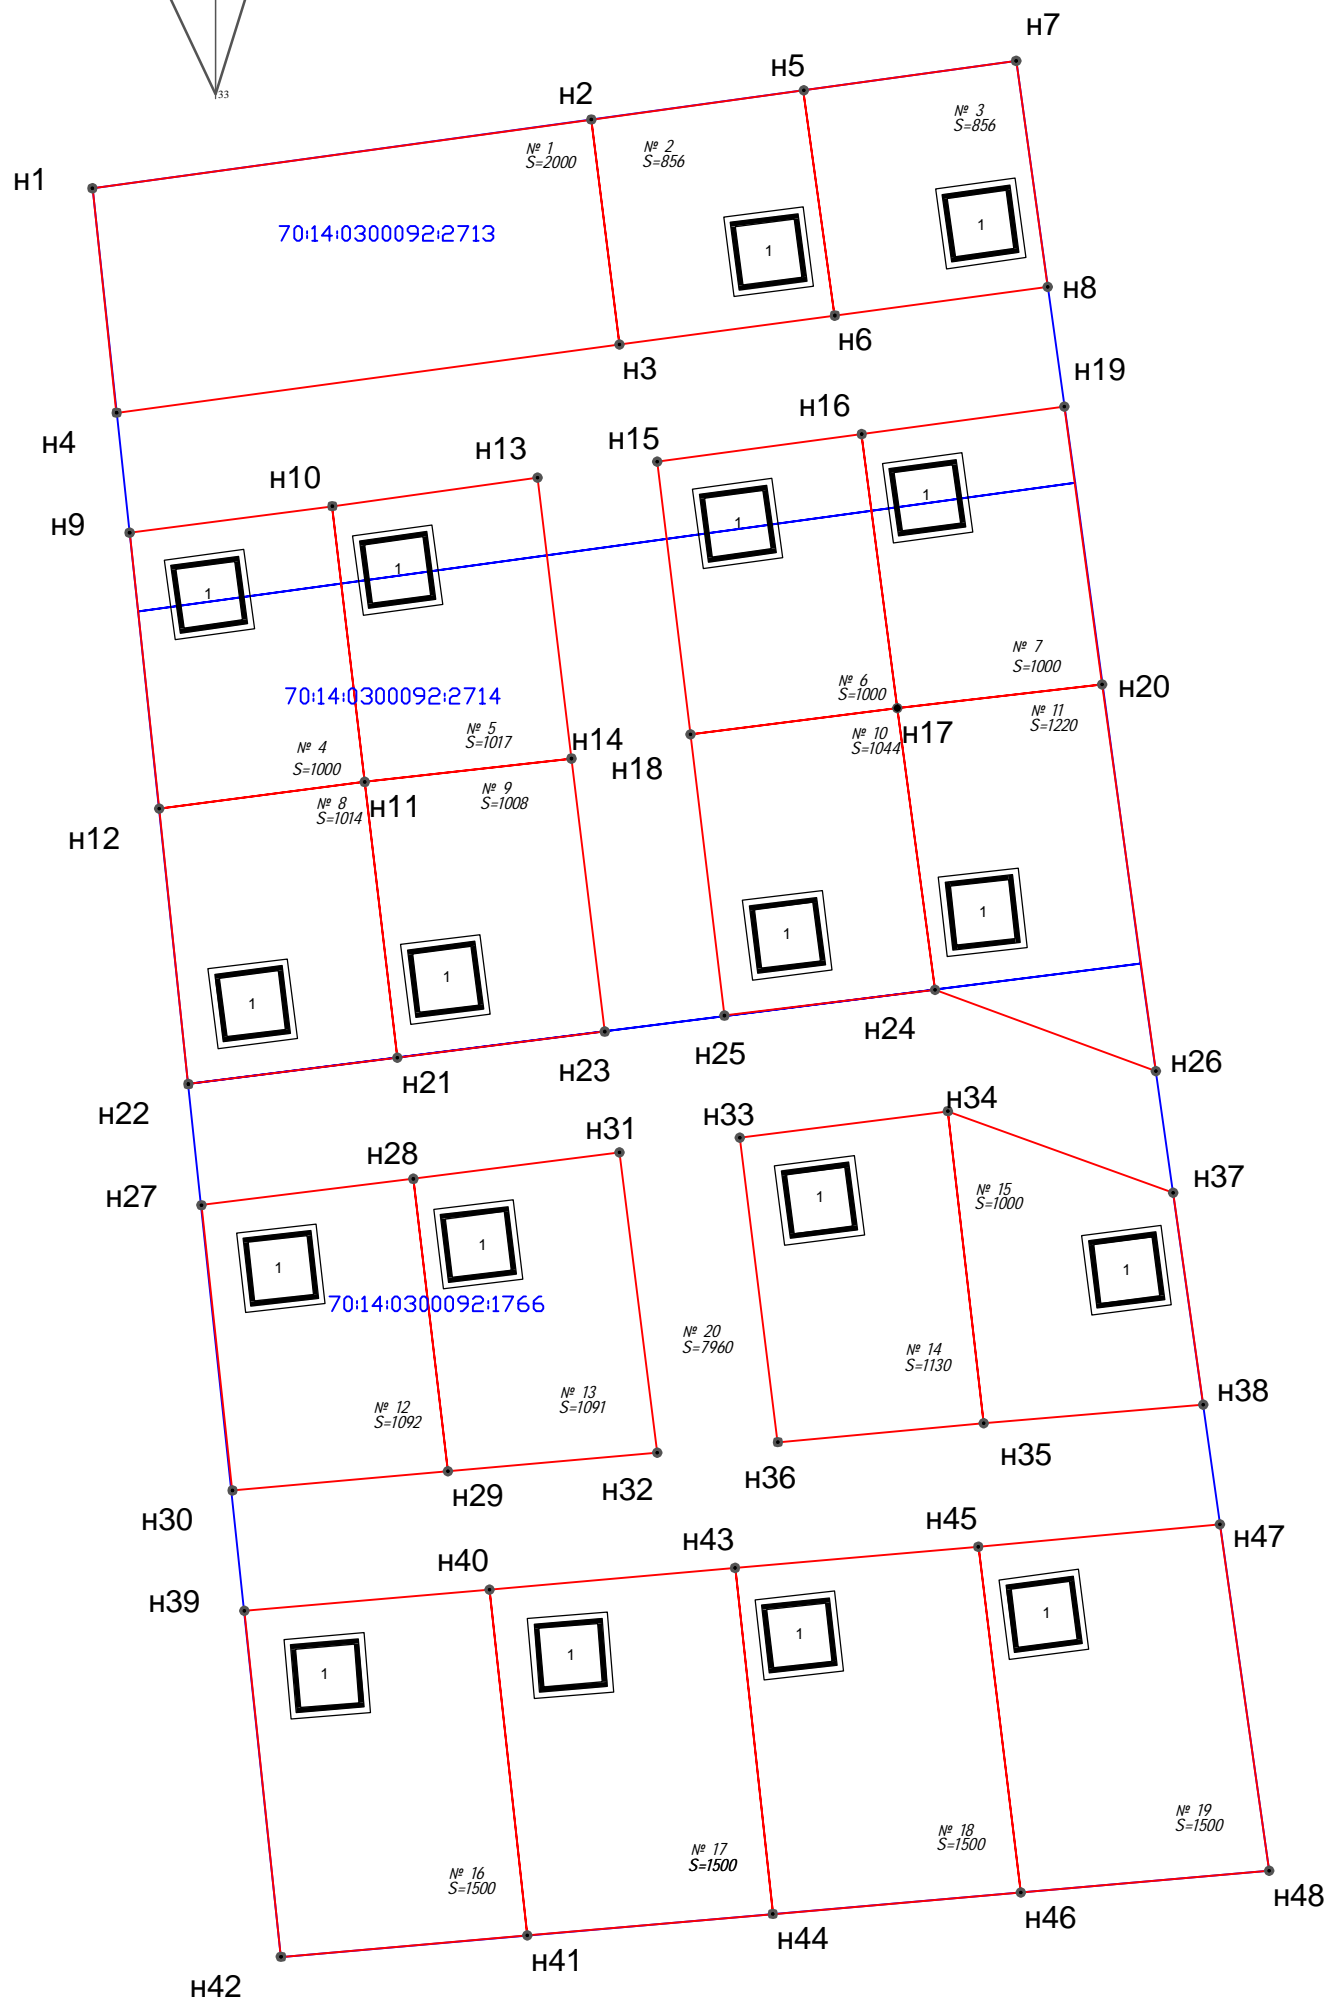 н7
н5
33
н2
№ 3
S=856
№ 1
S=2000
№ 2
S=856
н1
70:14:0300092:2713
1
1
н8
н6
н3
н19
н16
н4
н15
н13
н10
н9
1
1
1
1
№ 7
S=1000
№ 6
S=1000
н20
70:14:0300092:2714
№ 11
S=1220
№ 5
S=1017
№ 10
S=1044
н17
н14
№ 4
S=1000
н18
№ 9
S=1008
№ 8
S=1014
н11
н12
1
1
1
1
н24
н25
н26
н23
н21
н22
н34
н33
н31
н28
н37
н27
№ 15
S=1000
1
1
1
1
70:14:0300092:1766
№ 20
S=7960
№ 14
S=1130
н38
№ 13
S=1091
№ 12
S=1092
н35
н36
н32
н29
н30
н45
н47
н43
н40
н39
1
1
1
1
№ 19
S=1500
№ 18
S=1500
№ 17
S=1500
№ 16
S=1500
н48
н46
н44
н41
н42